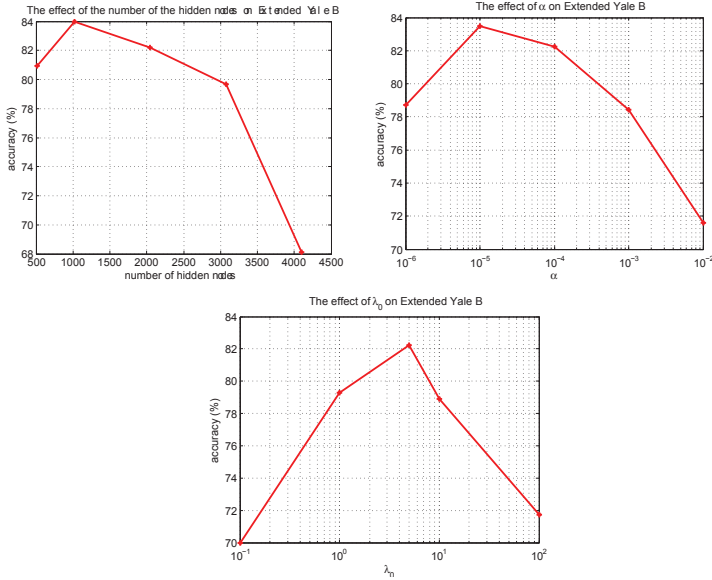 The effect of the number of the hidden nodes on Extended Yale B
84
82
80
78
76
74
72
70
68
accuracy (%)
500 1000 1500 2000 2500 3000 3500 4000 4500
number of hidden nodes
The effect of α on Extended Yale B
84
82
80
78
76
74
72
70
accuracy (%)
10⁻⁶ 10⁻⁵ 10⁻⁴ 10⁻³ 10⁻²
α
The effect of λ₀ on Extended Yale B
84
82
80
78
76
74
72
70
accuracy (%)
10⁻¹ 10⁰ 10¹ 10²
λ₀